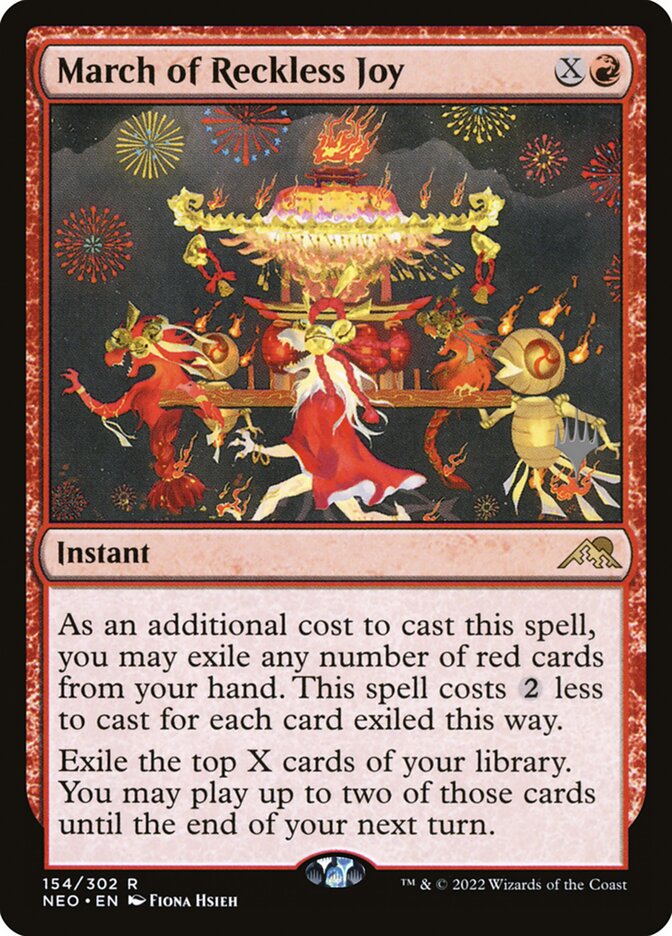 March of Reckless Joy X
Instant
As an additional cost to cast this spell,
you may exile any number of red cards
from your hand. This spell costs 2 less
to cast for each card exiled this way.
Exile the top X cards of your library.
You may play up to two of those cards
until the end of your next turn.
154/302 R
NEO • EN Fiona Hsieh
™ & © 2022 Wizards of the Coast